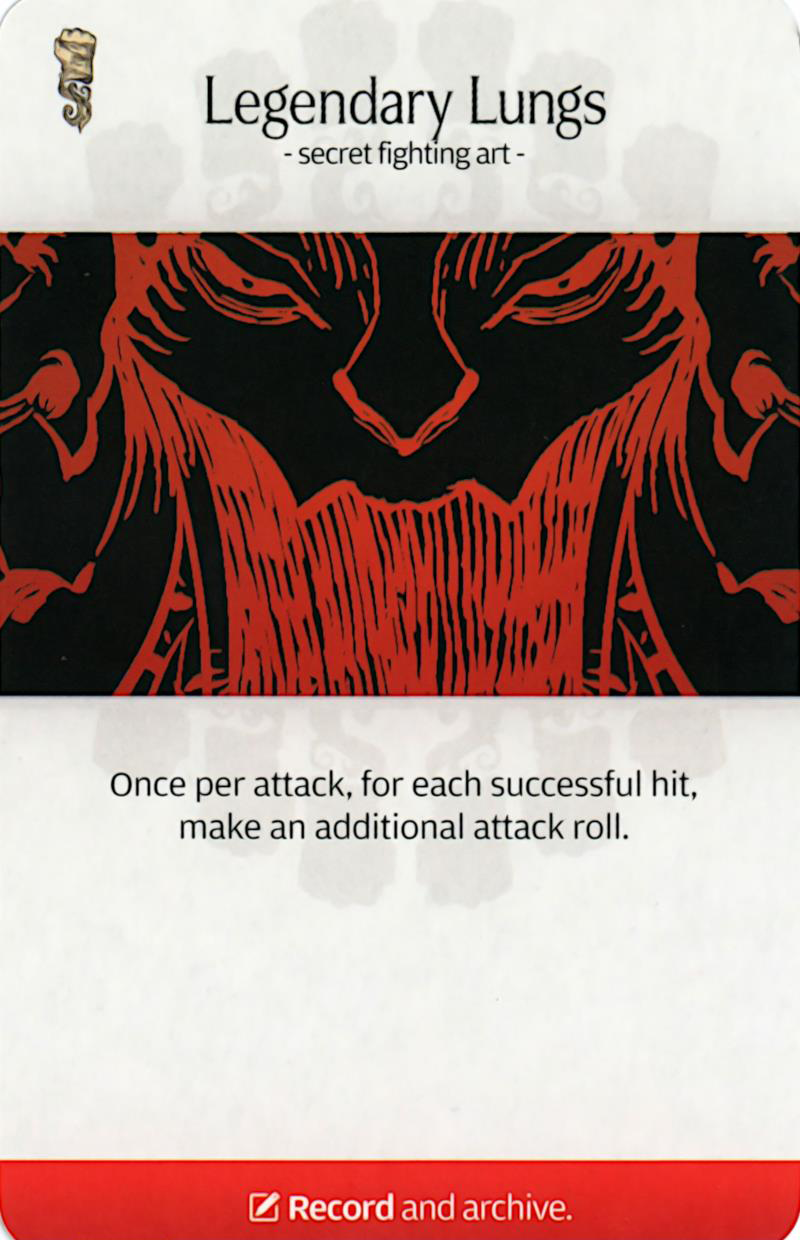 Legendary Lungs
- secret fighting art -
Once per attack, for each successful hit,
make an additional attack roll.
Record and archive.